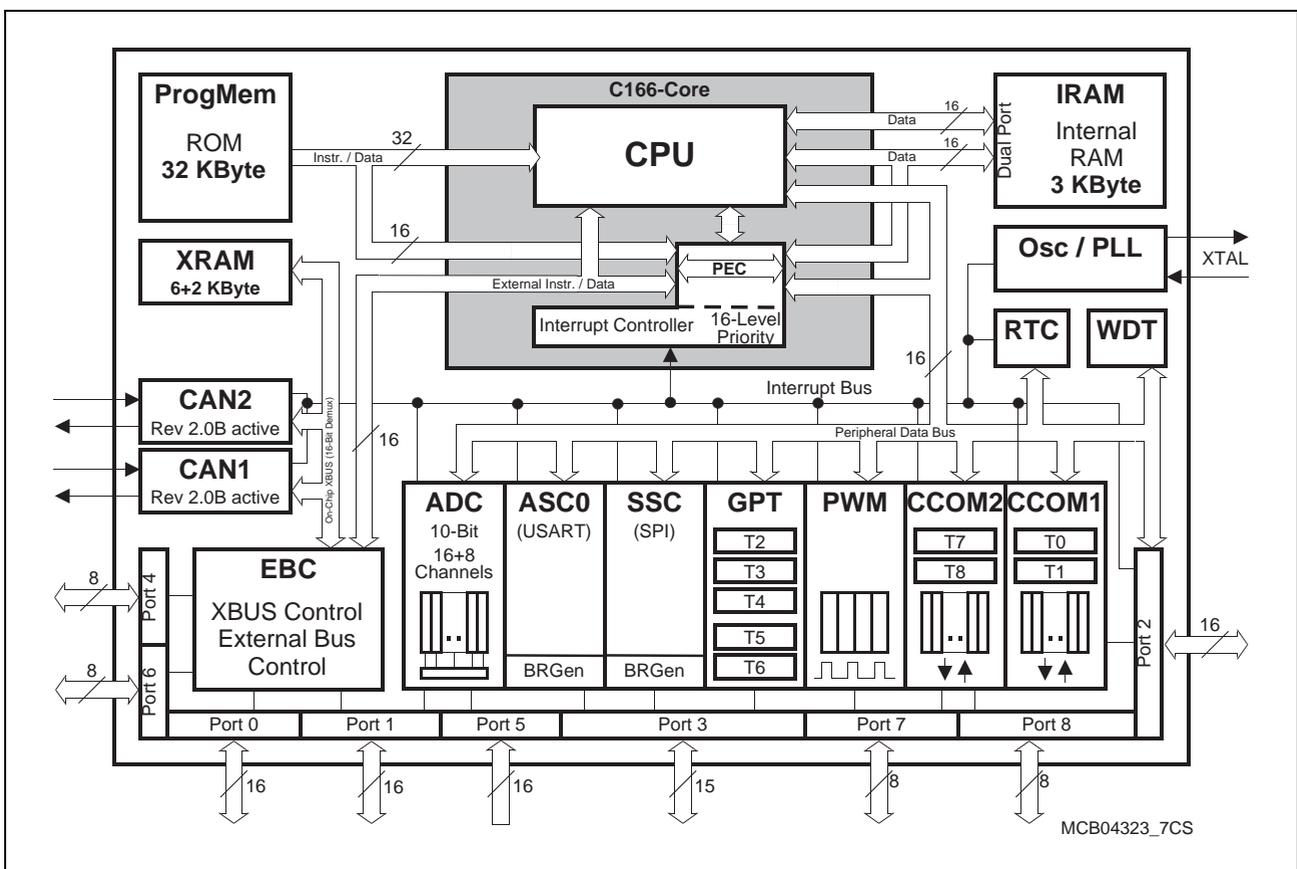 C166-Core
ProgMem
ROM
32 KByte
Instr. / Data
32
CPU
Data
16
Data
16
Dual Port
IRAM
Internal
RAM
3 KByte
XRAM
6+2 KByte
16
External Instr. / Data
PEC
Interrupt Controller
16-Level
Priority
Osc / PLL
XTAL
RTC
WDT
16
Interrupt Bus
Peripheral Data Bus
CAN2
Rev 2.0B active
CAN1
Rev 2.0B active
On-Chip XBUS (16-Bit Demux)
16
EBC
XBUS Control
External Bus
Control
ADC
10-Bit
16+8
Channels
ASC0
(USART)
BRGen
SSC
(SPI)
BRGen
GPT
T2
T3
T4
T5
T6
PWM
CCOM2
T7
T8
CCOM1
T0
T1
8
Port 4
8
Port 6
Port 2
16
Port 0
Port 1
Port 5
Port 3
Port 7
Port 8
16
16
16
15
8
8
MCB04323_7CS